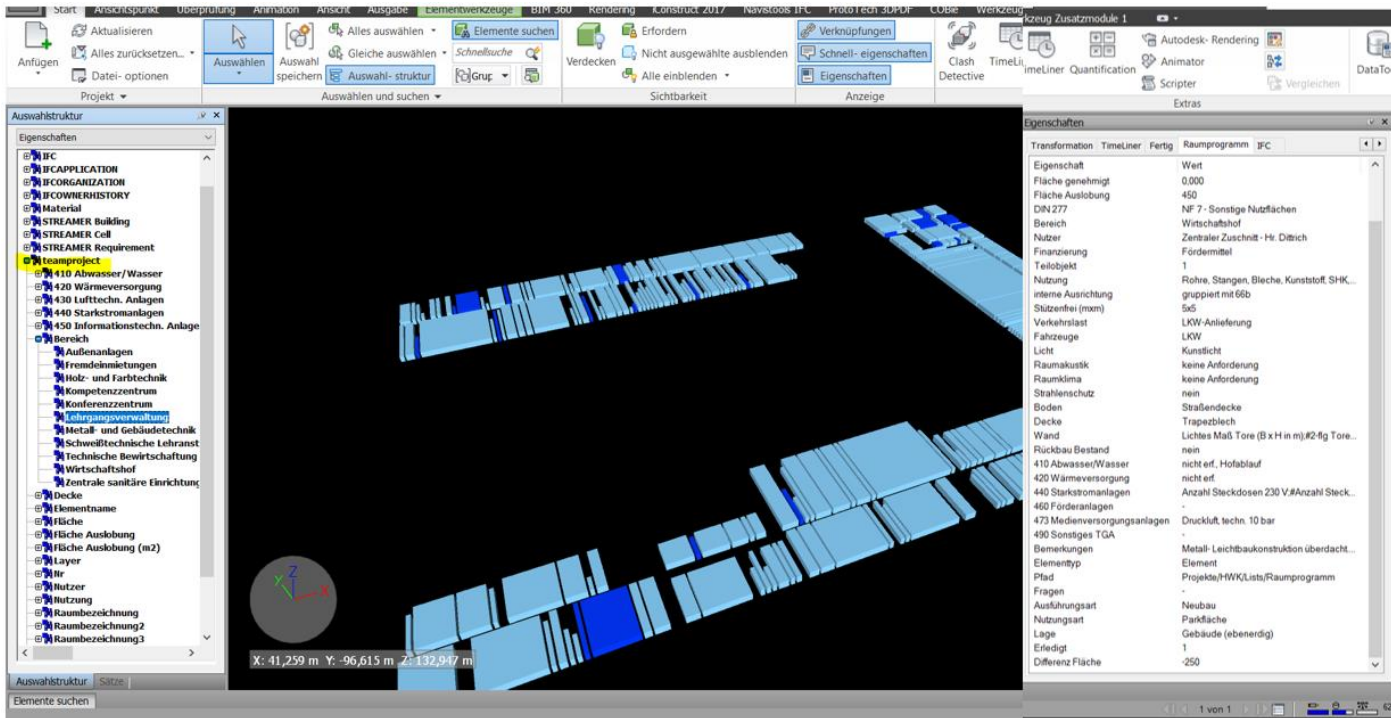 Start Ansichtspunkt Überprüfung Animation Ansicht Ausgabe Elementwerkzeuge BIM 360 Rendering iConstruct 2017 Navistools IFC ProtoTech 3DPDF COBie Werkzeug
Anfügen
Aktualisieren
Alles zurücksetzen...
Datei- optionen
Projekt
Auswählen
Auswahl speichern
Alles auswählen
Gleiche auswählen
Auswahl- struktur
Elemente suchen
Schnellsuche
Grup
Auswählen und suchen
Verdecken
Erfordern
Nicht ausgewählte ausblenden
Alle einblenden
Sichtbarkeit
Verknüpfungen
Schnell- eigenschaften
Eigenschaften
Anzeige
Clash Detective
TimeLi
rkzeug Zusatzmodule 1
imeLiner Quantification
Autodesk- Rendering
Animator
Scripter
Vergleichen
DataTo
Extras
Auswahlstruktur
Eigenschaften
IFC
IFCAPPLICATION
IFCORGANIZATION
IFCOWNERHISTORY
Material
STREAMER Building
STREAMER Cell
STREAMER Requirement
teamproject
410 Abwasser/Wasser
420 Wärmeversorgung
430 Lufttechn. Anlagen
440 Starkstromanlagen
450 Informationstechn. Anlage
Bereich
Außenanlagen
Fremdeinmietungen
Holz- und Farbtechnik
Kompetenzzentrum
Konferenzzentrum
Lehrgangsverwaltung
Metall- und Gebäudetechnik
Schweißtechnische Lehranst
Technische Bewirtschaftung
Wirtschaftshof
Zentrale sanitäre Einrichtung
Decke
Elementname
Fläche
Fläche Auslobung
Fläche Auslobung (m2)
Layer
Nr
Nutzer
Nutzung
Raumbezeichnung
Raumbezeichnung2
Raumbezeichnung3
Auswahlstruktur Sätze
Elemente suchen
Z
Y
X
X: 41,259 m Y: -96,615 m Z: 132,947 m
Eigenschaften
Transformation TimeLiner Fertig Raumprogramm IFC
Eigenschaft Wert
Fläche genehmigt 0,000
Fläche Auslobung 450
DIN 277 NF 7 - Sonstige Nutzflächen
Bereich Wirtschaftshof
Nutzer Zentraler Zuschnitt - Hr. Dittrich
Finanzierung Fördermittel
Teilobjekt 1
Nutzung Rohre, Stangen, Bleche, Kunststoff, SHK,...
interne Ausrichtung gruppiert mit 66b
Stützenfrei (mxm) 5x5
Verkehrslast LKW-Anlieferung
Fahrzeuge LKW
Licht Kunstlicht
Raumakustik keine Anforderung
Raumklima keine Anforderung
Strahlenschutz nein
Boden Straßendecke
Decke Trapezblech
Wand Lichtes Maß Tore (B x H in m);#2-flg Tore...
Rückbau Bestand nein
410 Abwasser/Wasser nicht erf., Hofablauf
420 Wärmeversorgung nicht erf.
440 Starkstromanlagen Anzahl Steckdosen 230 V;#Anzahl Steck...
460 Förderanlagen -
473 Medienversorgungsanlagen Druckluft, techn. 10 bar
490 Sonstiges TGA -
Bemerkungen Metall- Leichtbaukonstruktion überdacht...
Elementtyp Element
Pfad Projekte/HWK/Lists/Raumprogramm
Fragen -
Ausführungsart Neubau
Nutzungsart Parkfläche
Lage Gebäude (ebenerdig)
Erledigt 1
Differenz Fläche -250
1 von 1